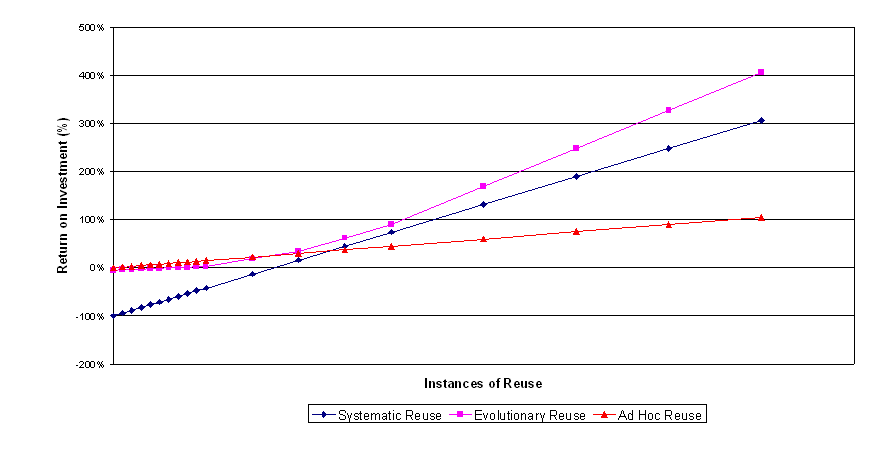 500%
400%
300%
200%
100%
0%
-100%
-200%
Return on Investment (%)
Instances of Reuse
Systematic Reuse Evolutionary Reuse Ad Hoc Reuse